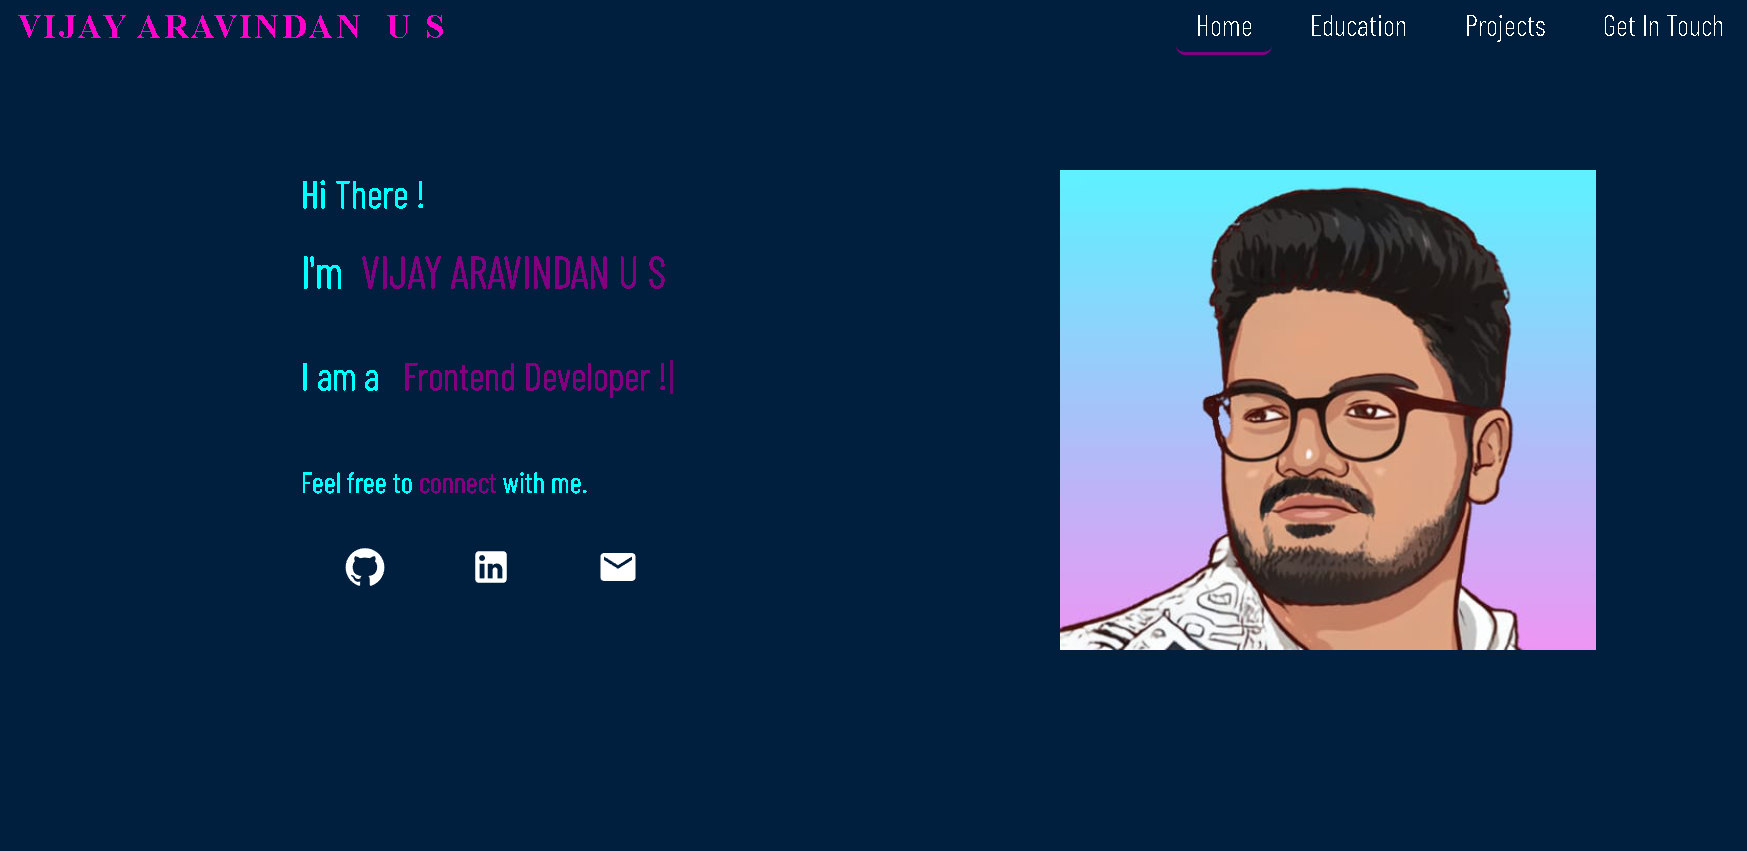 VIJAY ARAVINDAN U S
Home Education Projects Get In Touch
Hi There !
I'm VIJAY ARAVINDAN U S
I am a Frontend Developer !|
Feel free to connect with me.
in